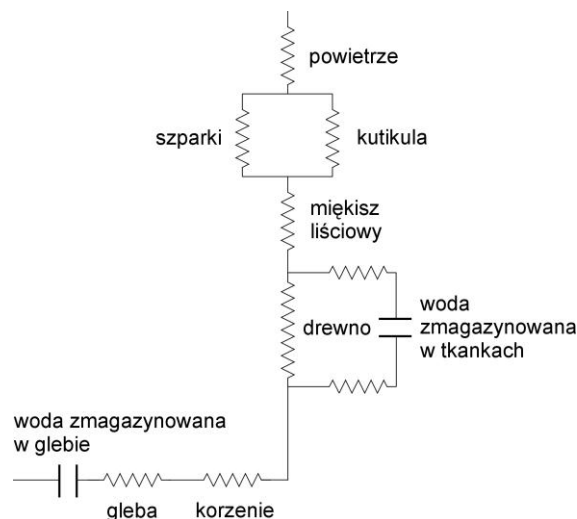 powietrze
szparki
kutikula
miękisz
liściowy
drewno
woda
zmagazynowana
w tkankach
woda zmagazynowana
w glebie
gleba
korzenie